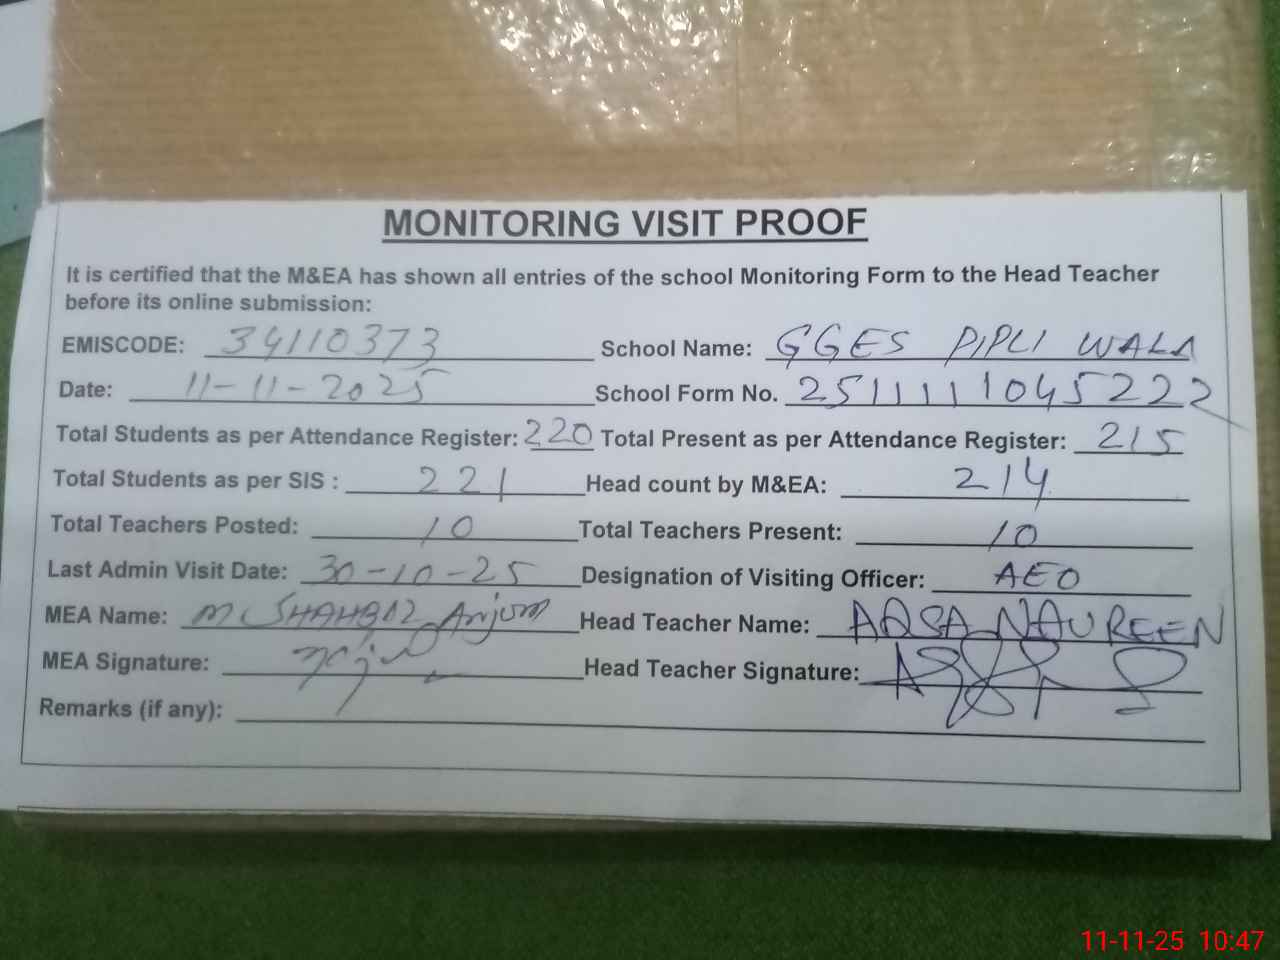 MONITORING VISIT PROOF
It is certified that the M&EA has shown all entries of the school Monitoring Form to the Head Teacher
before its online submission:
EMISCODE: 34110373 School Name: GGES PIPLI WALA
Date: 11-11-2025 School Form No. 2511111045222
Total Students as per Attendance Register: 220 Total Present as per Attendance Register: 215
Total Students as per SIS : 221 Head count by M&EA: 214
Total Teachers Posted: 10 Total Teachers Present: 10
Last Admin Visit Date: 30-10-25 Designation of Visiting Officer: AEO
MEA Name: M SHAHBAZ Anjum Head Teacher Name: AQSA NAUREEN
MEA Signature: Head Teacher Signature:
Remarks (if any):
11-11-25 10:47